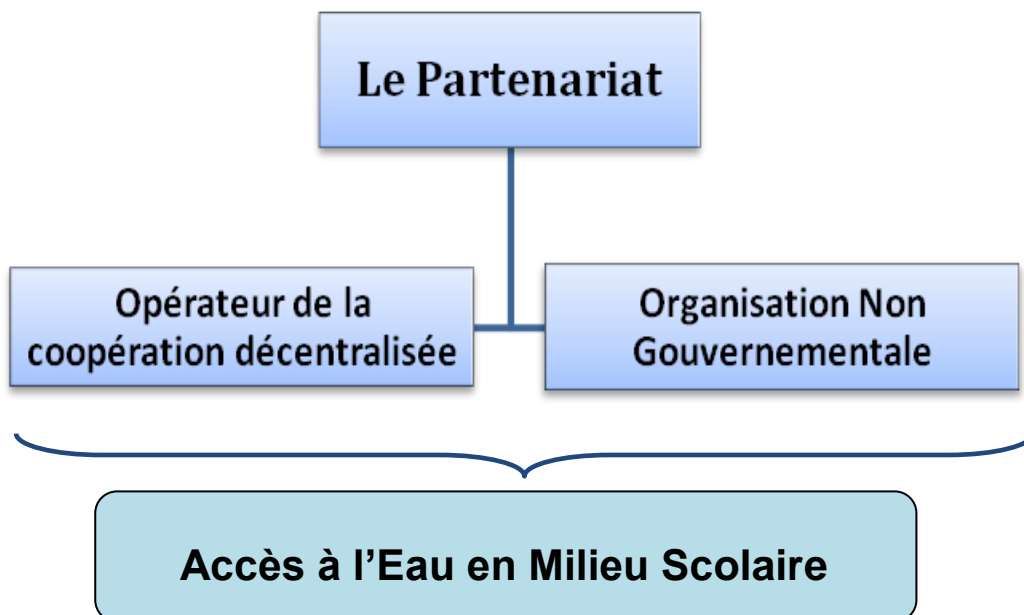 Le Partenariat
Opérateur de la
coopération décentralisée
Organisation Non
Gouvernementale
Accès à l’Eau en Milieu Scolaire